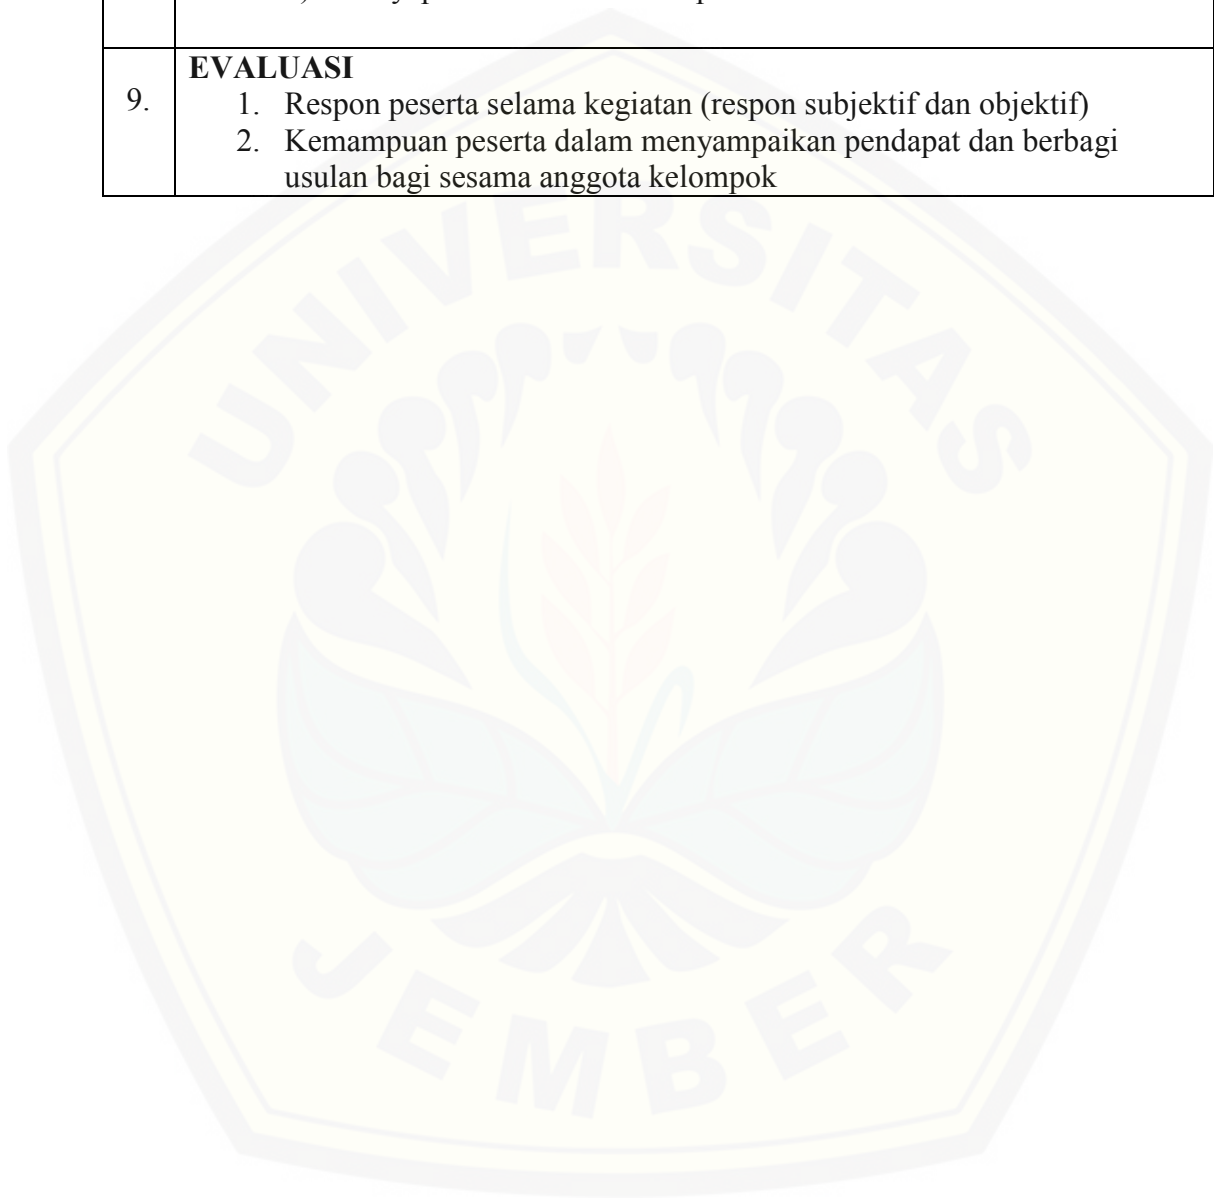 EVALUASI
9.
1. Respon peserta selama kegiatan (respon subjektif dan objektif)
2. Kemampuan peserta dalam menyampaikan pendapat dan berbagi
usulan bagi sesama anggota kelompok
UNIVERSITAS
JEMBER